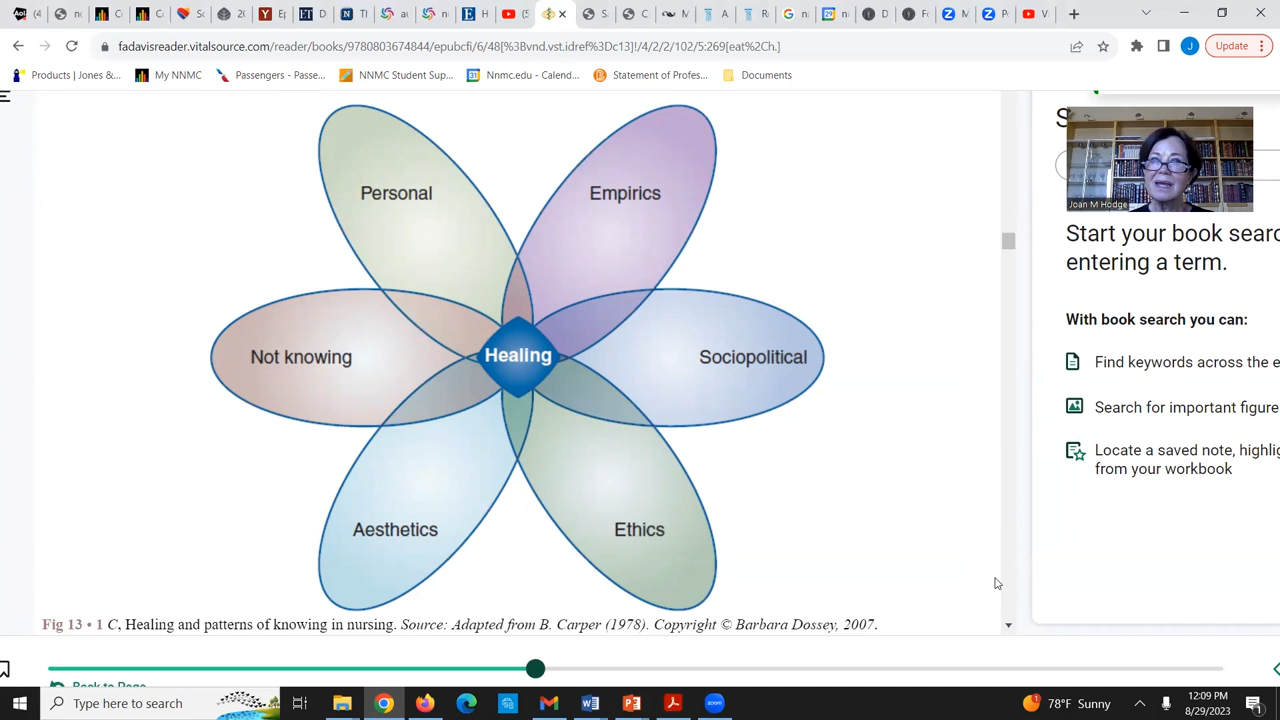 Update
fadavisreader.vitalsource.com/reader/books/9780803674844/epubcfi/6/48[%3Bvnd.vst.idref%3Dc13]!/4/2/2/102/5:269[eat%2Ch.]
Products | Jones &...
My NNMC
Passengers - Passe...
NNMC Student Sup...
Nnmc.edu - Calend...
Statement of Profes...
Documents
Personal
Empirics
Not knowing
Healing
Sociopolitical
Aesthetics
Ethics
Fig 13 • 1 C, Healing and patterns of knowing in nursing. Source: Adapted from B. Carper (1978). Copyright © Barbara Dossey, 2007.
Joan M Hodge
Start your book searc
entering a term.
With book search you can:
Find keywords across the e
Search for important figure
Locate a saved note, highli
from your workbook
Back to Page
Type here to search
zoom
78°F Sunny
12:09 PM
8/29/2023